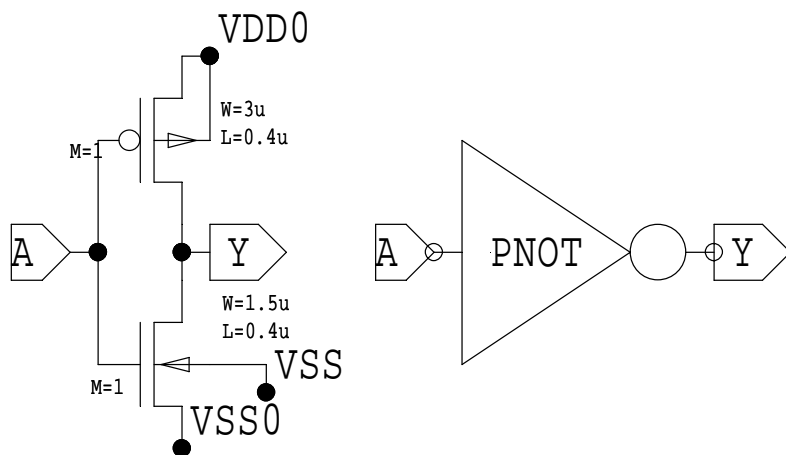 VDD0
W=3u
L=0.4u
M=1
A
Y
A
PNOT
Y
W=1.5u
L=0.4u
VSS
M=1
VSS0